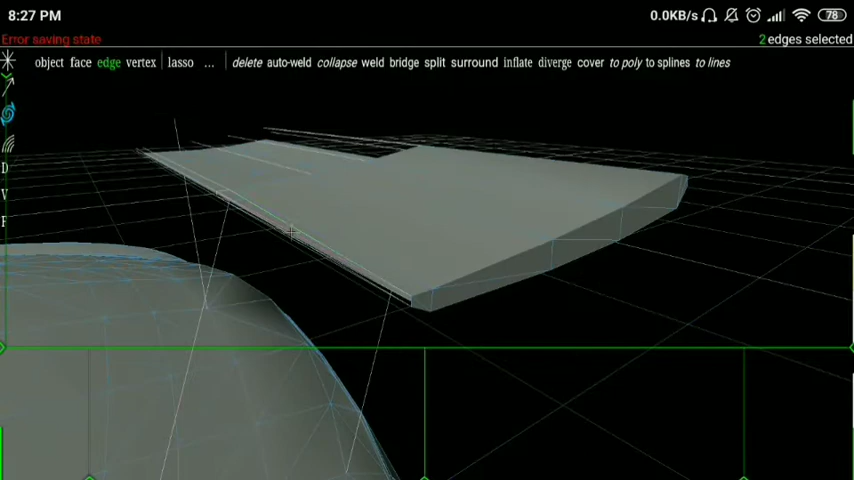 8:27 PM 0.0KB/s 78
Error saving state 2 edges selected
object face edge vertex lasso ... delete auto-weld collapse weld bridge split surround inflate diverge cover to poly to splines to lines
D
V